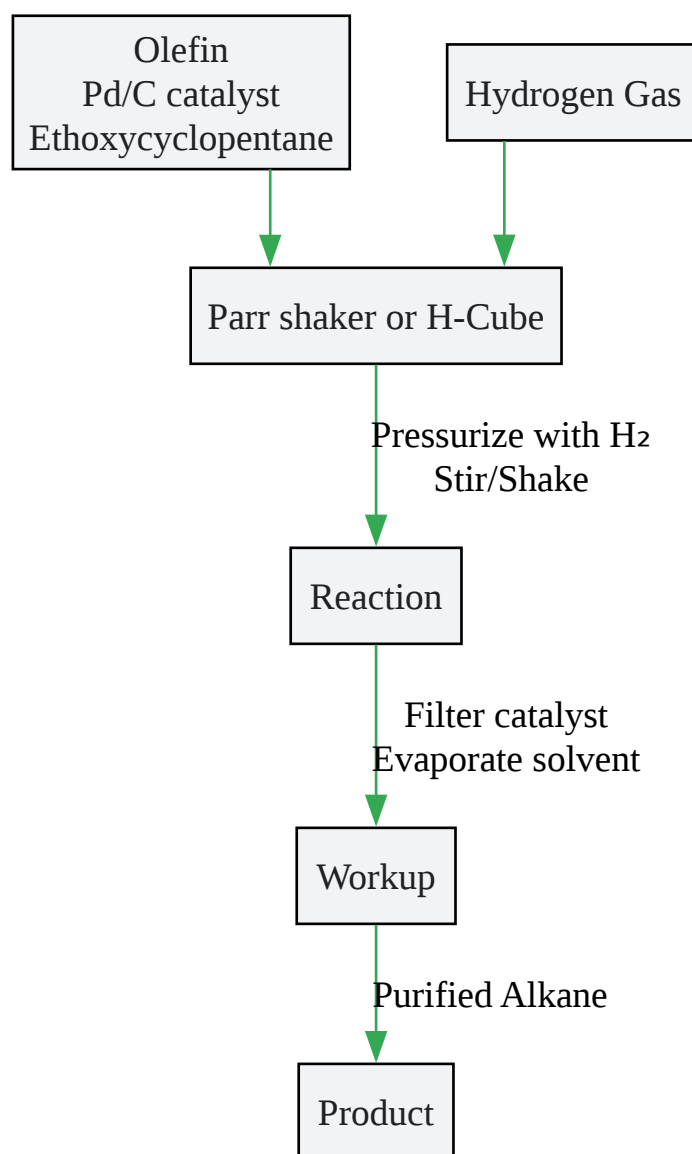 Olefin
Pd/C catalyst
Ethoxycyclopentane
Hydrogen Gas
Parr shaker or H-Cube
Pressurize with H₂
Stir/Shake
Reaction
Filter catalyst
Evaporate solvent
Workup
Purified Alkane
Product